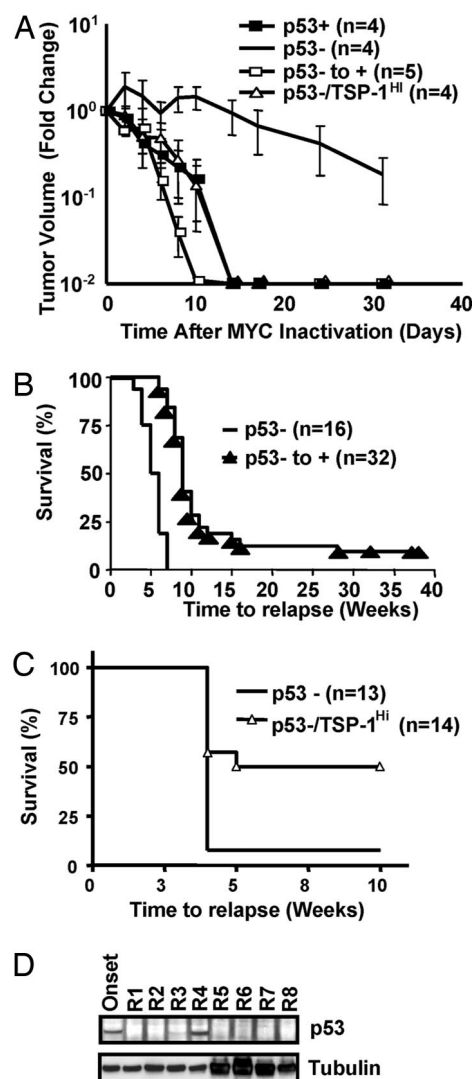 A
Tumor Volume (Fold Change)
10¹
10⁰
10⁻¹
10⁻²
p53+ (n=4)
p53- (n=4)
p53- to + (n=5)
p53-/TSP-1ᴴᴵ (n=4)
0 10 20 30 40
Time After MYC Inactivation (Days)
B
Survival (%)
100
75
50
25
0
p53- (n=16)
p53- to + (n=32)
0 5 10 15 20 25 30 35 40
Time to relapse (Weeks)
C
Survival (%)
100
75
50
25
0
p53 - (n=13)
p53-/TSP-1ᴴⁱ (n=14)
0 3 5 8 10
Time to relapse (Weeks)
D
Onset R1 R2 R3 R4 R5 R6 R7 R8
p53
Tubulin